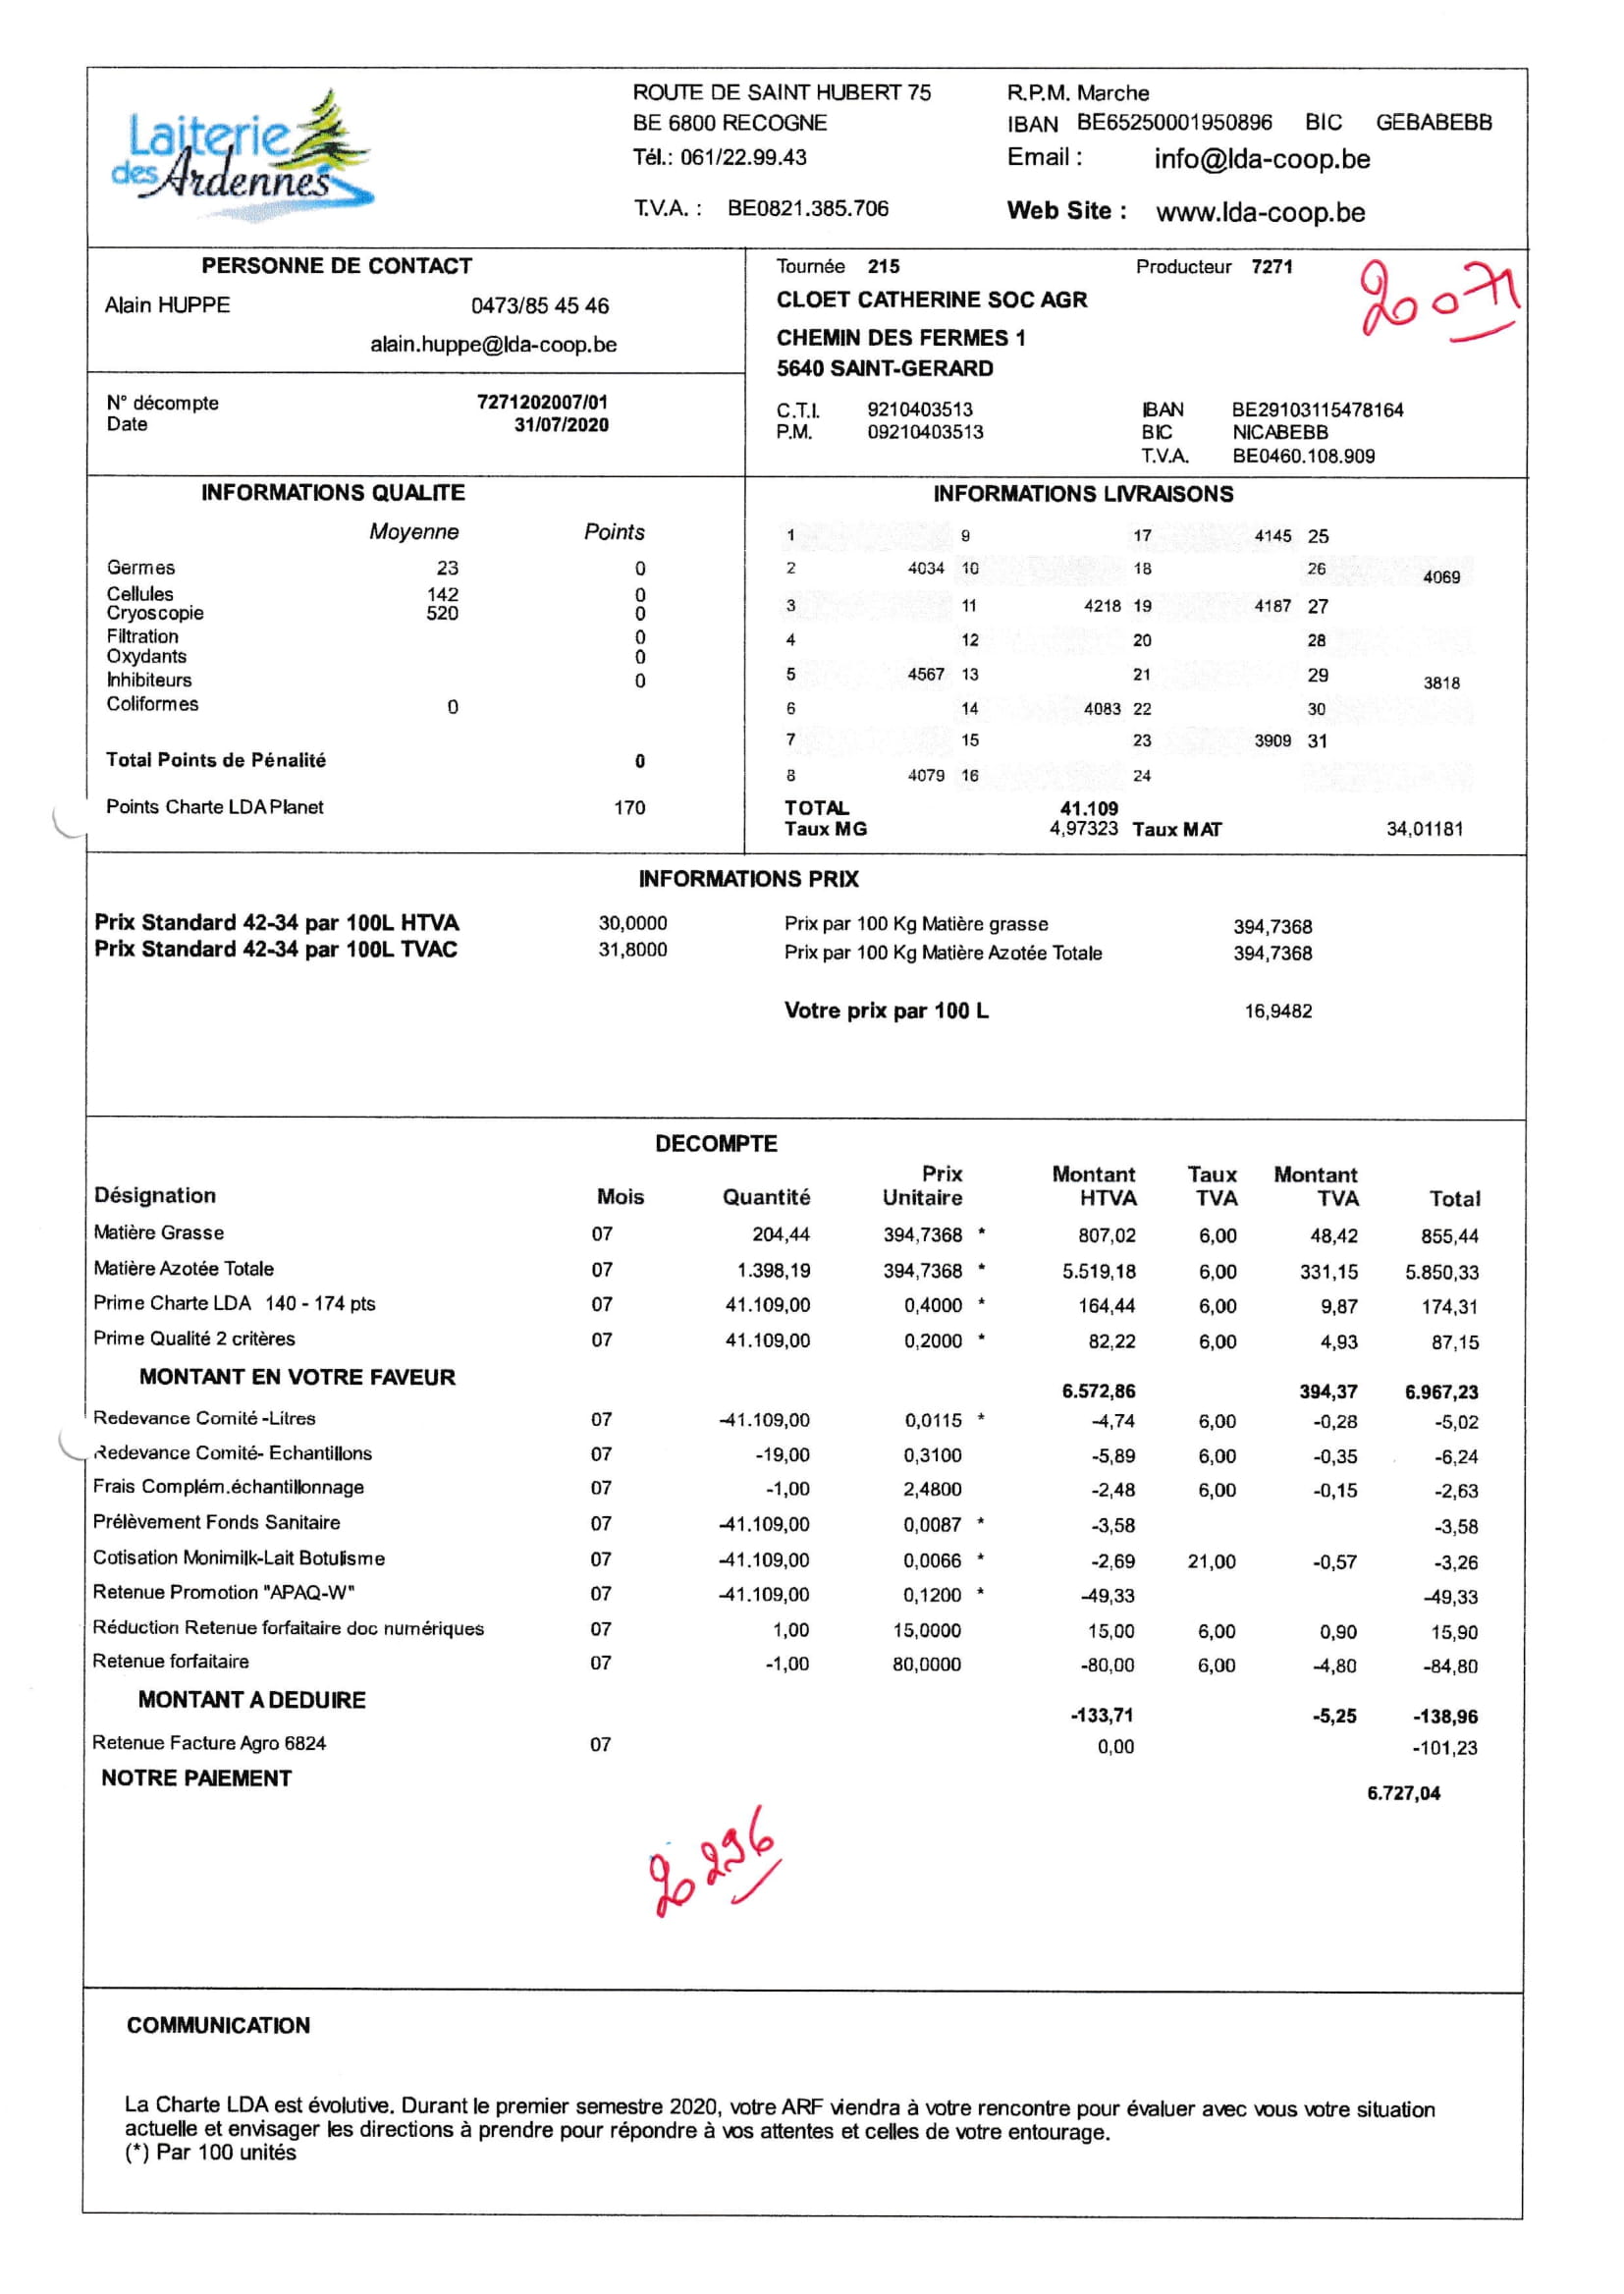 Laiterie
des Ardennes
ROUTE DE SAINT HUBERT 75
BE 6800 RECOGNE
Tél.: 061/22.99.43
T.V.A. : BE0821.385.706
R.P.M. Marche
IBAN BE65250001950896 BIC GEBABEBB
Email : info@lda-coop.be
Web Site : www.lda-coop.be
PERSONNE DE CONTACT
Alain HUPPE 0473/85 45 46
alain.huppe@lda-coop.be
N° décompte 7271202007/01
Date 31/07/2020
Tournée 215 Producteur 7271
20071
CLOET CATHERINE SOC AGR
CHEMIN DES FERMES 1
5640 SAINT-GERARD
C.T.I. 9210403513 IBAN BE29103115478164
P.M. 09210403513 BIC NICABEBB
T.V.A. BE0460.108.909
INFORMATIONS QUALITE
Moyenne Points
Germes 23 0
Cellules 142 0
Cryoscopie 520 0
Filtration 0
Oxydants 0
Inhibiteurs 0
Coliformes 0
Total Points de Pénalité 0
Points Charte LDA Planet 170
INFORMATIONS LIVRAISONS
1 9 17 4145 25
2 4034 10 18 26 4069
3 11 4218 19 4187 27
4 12 20 28
5 4567 13 21 29 3818
6 14 4083 22 30
7 15 23 3909 31
8 4079 16 24
TOTAL 41.109
Taux MG 4,97323 Taux MAT 34,01181
INFORMATIONS PRIX
Prix Standard 42-34 par 100L HTVA 30,0000 Prix par 100 Kg Matière grasse 394,7368
Prix Standard 42-34 par 100L TVAC 31,8000 Prix par 100 Kg Matière Azotée Totale 394,7368
Votre prix par 100 L 16,9482
DECOMPTE
Désignation Mois Quantité Prix Unitaire Montant HTVA Taux TVA Montant TVA Total
Matière Grasse 07 204,44 394,7368 * 807,02 6,00 48,42 855,44
Matière Azotée Totale 07 1.398,19 394,7368 * 5.519,18 6,00 331,15 5.850,33
Prime Charte LDA 140 - 174 pts 07 41.109,00 0,4000 * 164,44 6,00 9,87 174,31
Prime Qualité 2 critères 07 41.109,00 0,2000 * 82,22 6,00 4,93 87,15
MONTANT EN VOTRE FAVEUR 6.572,86 394,37 6.967,23
Redevance Comité -Litres 07 -41.109,00 0,0115 * -4,74 6,00 -0,28 -5,02
Redevance Comité- Echantillons 07 -19,00 0,3100 -5,89 6,00 -0,35 -6,24
Frais Complém.échantillonnage 07 -1,00 2,4800 -2,48 6,00 -0,15 -2,63
Prélèvement Fonds Sanitaire 07 -41.109,00 0,0087 * -3,58 -3,58
Cotisation Monimilk-Lait Botulisme 07 -41.109,00 0,0066 * -2,69 21,00 -0,57 -3,26
Retenue Promotion "APAQ-W" 07 -41.109,00 0,1200 * -49,33 -49,33
Réduction Retenue forfaitaire doc numériques 07 1,00 15,0000 15,00 6,00 0,90 15,90
Retenue forfaitaire 07 -1,00 80,0000 -80,00 6,00 -4,80 -84,80
MONTANT A DEDUIRE -133,71 -5,25 -138,96
Retenue Facture Agro 6824 07 0,00 -101,23
NOTRE PAIEMENT 6.727,04
20 296
COMMUNICATION
La Charte LDA est évolutive. Durant le premier semestre 2020, votre ARF viendra à votre rencontre pour évaluer avec vous votre situation
actuelle et envisager les directions à prendre pour répondre à vos attentes et celles de votre entourage.
(*) Par 100 unités